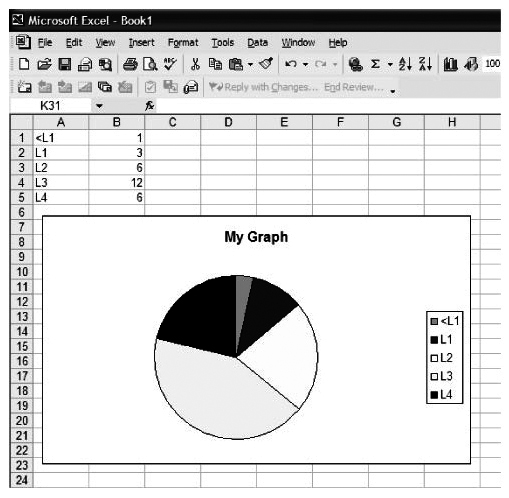 Microsoft Excel - Book1
File Edit View Insert Format Tools Data Window Help
Σ 100
Reply with Changes... End Review...
K31 fx
A B C D E F G H
1 <L1 1
2 L1 3
3 L2 6
4 L3 12
5 L4 6
6
7
My Graph
8
9
10
11
12
13 <L1
14 L1
15 L2
16
17 L3
18 L4
19
20
21
22
23
24